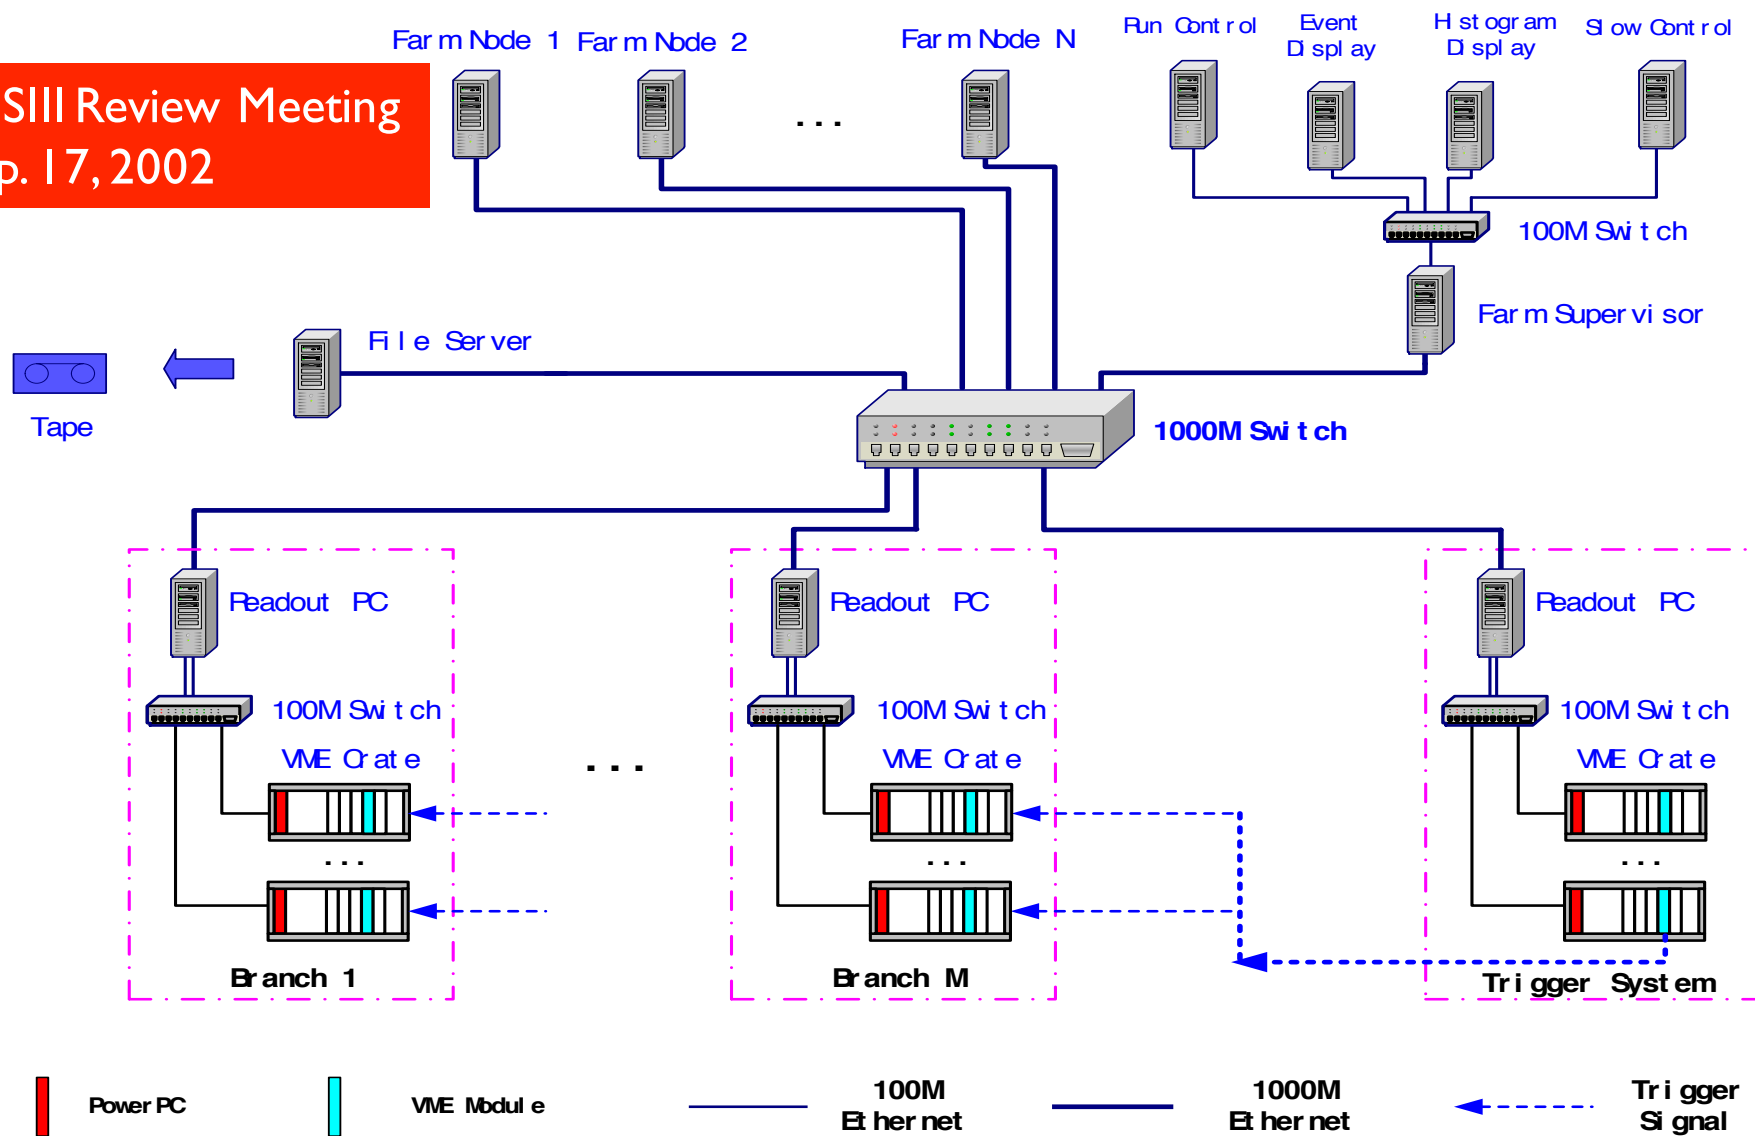 Farm Node 1
Farm Node 2
Farm Node N
Run Control
Event
Display
Histogram
Display
Slow Control
SIII Review Meeting
p. 17, 2002
...
100M Switch
Farm Supervisor
File Server
Tape
1000M Switch
Readout PC
Readout PC
Readout PC
100M Switch
100M Switch
100M Switch
VME Crate
VME Crate
VME Crate
...
...
...
...
Branch 1
Branch M
Trigger System
Power PC
VME Module
100M
Ethernet
1000M
Ethernet
Trigger
Signal